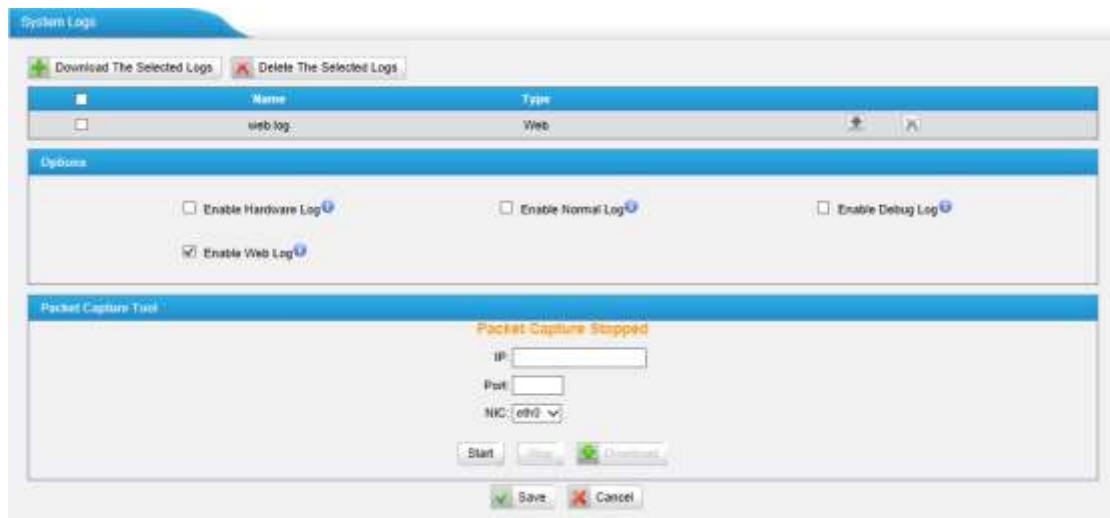 System Logs
Download The Selected Logs Delete The Selected Logs
Name Type
web log Web
Options
Enable Hardware Log Enable Normal Log Enable Debug Log
Enable Web Log
Packet Capture Tool
Packet Capture Stopped
IP:
Port:
NIC: eth0
Start Stop Download
Save Cancel